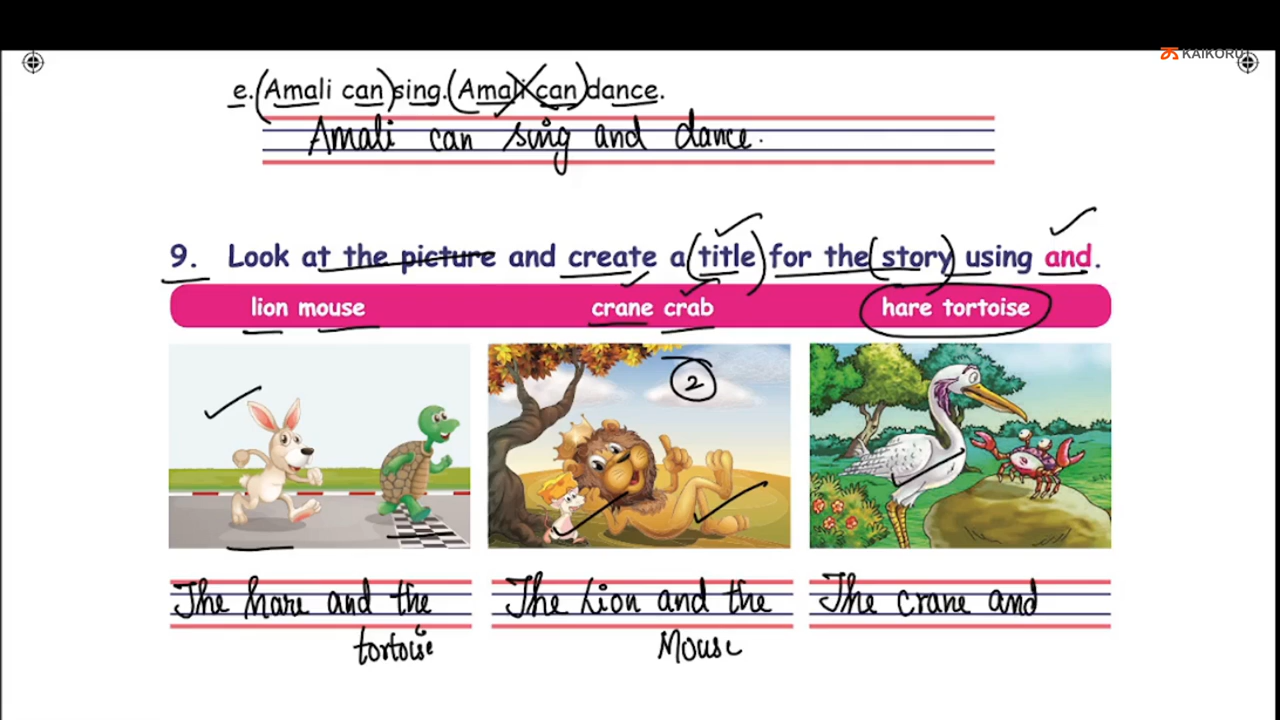 KAIKORUT
e. Amali can sing. Amali can dance.
Amali can sing and dance.
9. Look at the picture and create a title for the story using and.
lion mouse crane crab hare tortoise
2
The hare and the The Lion and the The crane and
tortoise Mouse